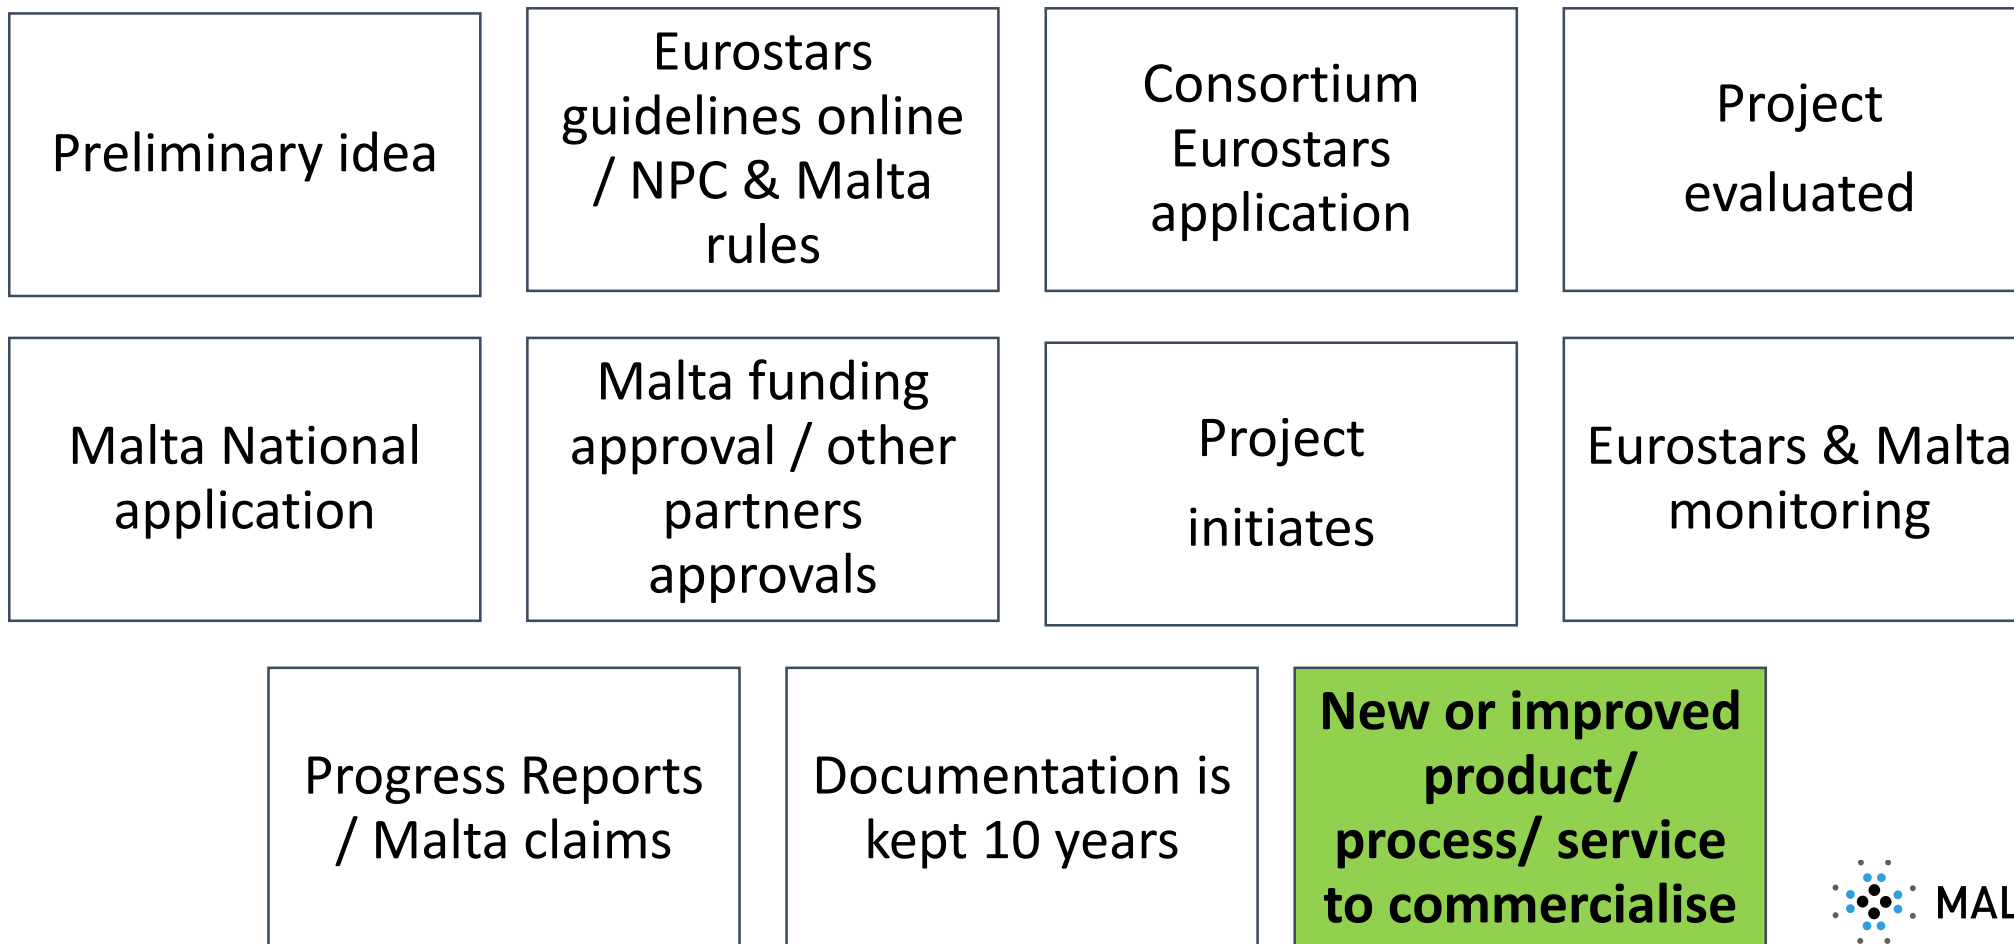 Preliminary idea
Eurostars
guidelines online
/ NPC & Malta
rules
Consortium
Eurostars
application
Project
evaluated
Malta National
application
Malta funding
approval / other
partners
approvals
Project
initiates
Eurostars & Malta
monitoring
Progress Reports
/ Malta claims
Documentation is
kept 10 years
New or improved
product/
process/ service
to commercialise
MAL